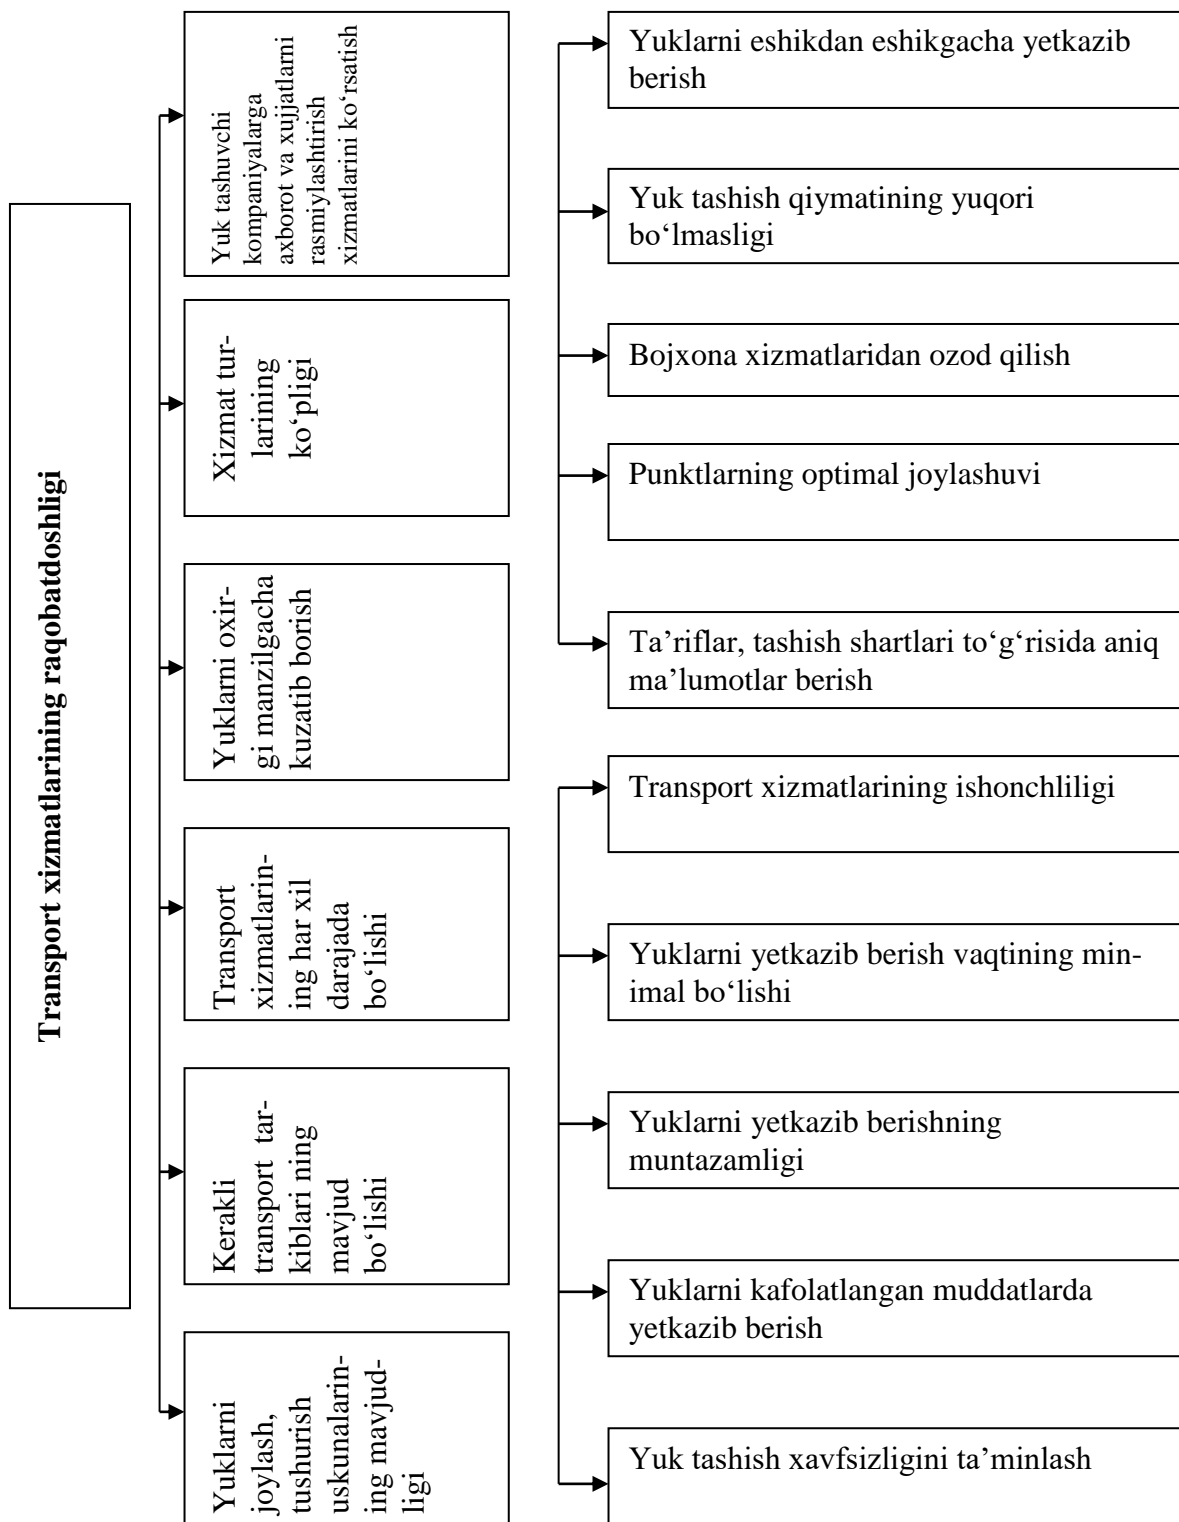 Transport xizmatlarining raqobatdoshligi
Yuk tashuvchi
kompaniyalarga
axborot va xujjatlarni
rasmiylashtirish
xizmatlarini ko‘rsatish
Xizmat tur-
larining
ko‘pligi
Yuklarni oxir-
gi manzilgacha
kuzatib borish
Transport
xizmatlarin-
ing har xil
darajada
bo‘lishi
Kerakli
transport tar-
kiblari ning
mavjud
bo‘lishi
Yuklarni
joylash,
tushurish
uskunalarin-
ing mavjud-
ligi
Yuklarni eshikdan eshikgacha yetkazib
berish
Yuk tashish qiymatining yuqori
bo‘lmasligi
Bojxona xizmatlaridan ozod qilish
Punktlarning optimal joylashuvi
Ta’riflar, tashish shartlari to‘g‘risida aniq
ma’lumotlar berish
Transport xizmatlarining ishonchliligi
Yuklarni yetkazib berish vaqtining min-
imal bo‘lishi
Yuklarni yetkazib berishning
muntazamligi
Yuklarni kafolatlangan muddatlarda
yetkazib berish
Yuk tashish xavfsizligini ta’minlash